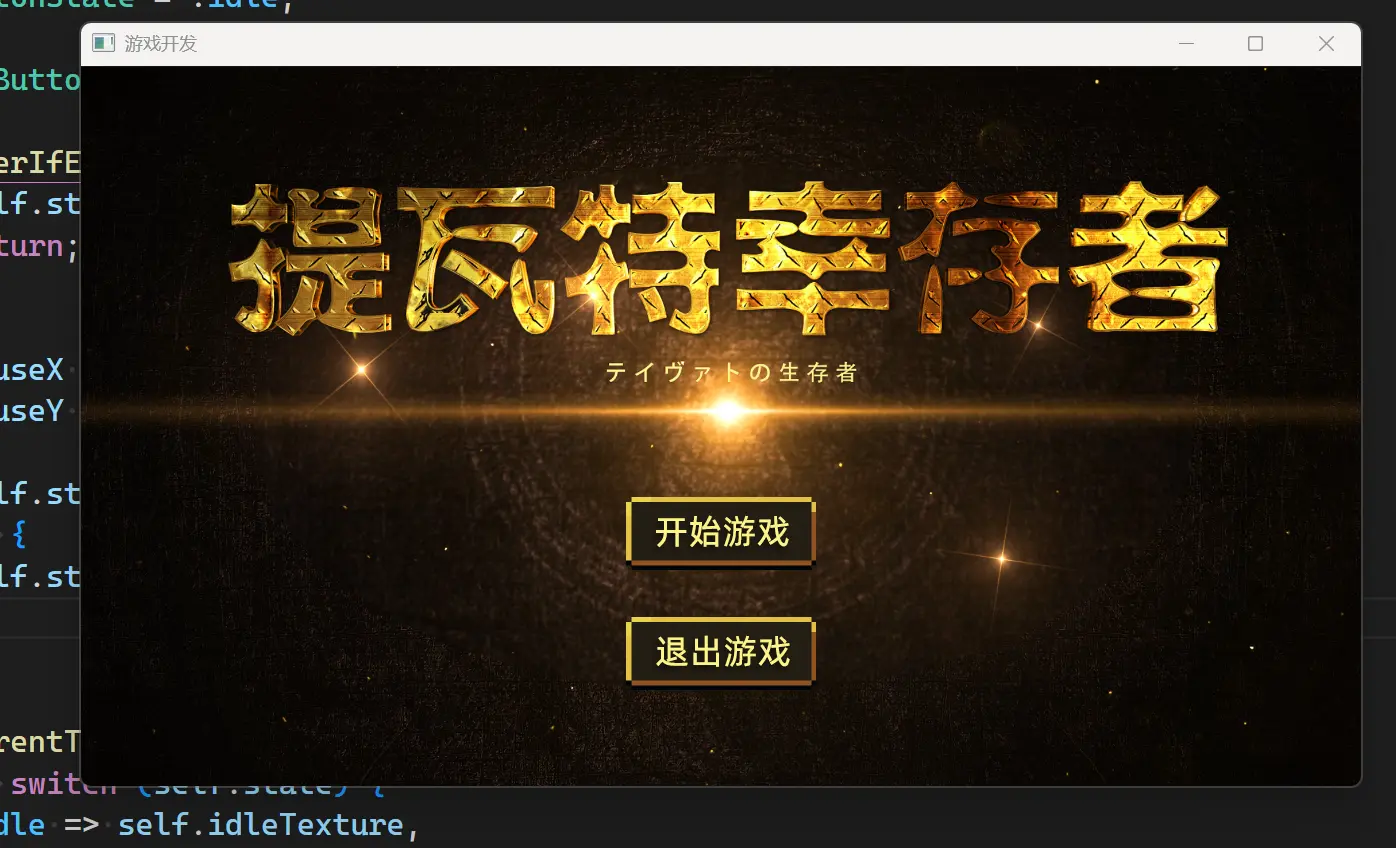 onState = .idle;
游戏开发
Butto
erIfE
lf.st
turn;
提瓦特幸存者
useX
テイヴァトの生存者
useY
lf.st
开始游戏
{
lf.st
退出游戏
rentT
switch (self.state) {
dle => self.idleTexture,